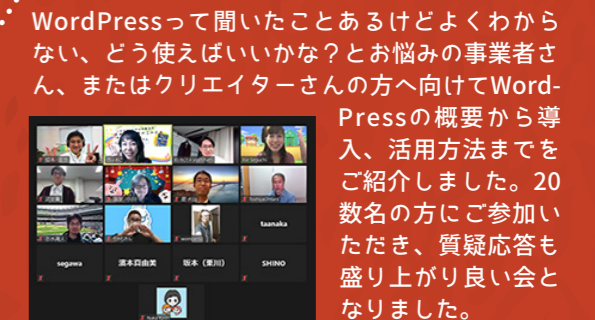 WordPressって聞いたことあるけどよくわから
ない、どう使えばいいかな？とお悩みの事業者さ
ん、またはクリエイターさんの方へ向けてWord-
Pressの概要から導
入、活用方法までを
ご紹介しました。20
数名の方にご参加い
ただき、質疑応答も
盛り上がり良い会と
なりました。
taanaka
segawa
濱本自由美
坂本（東川）
SHINO